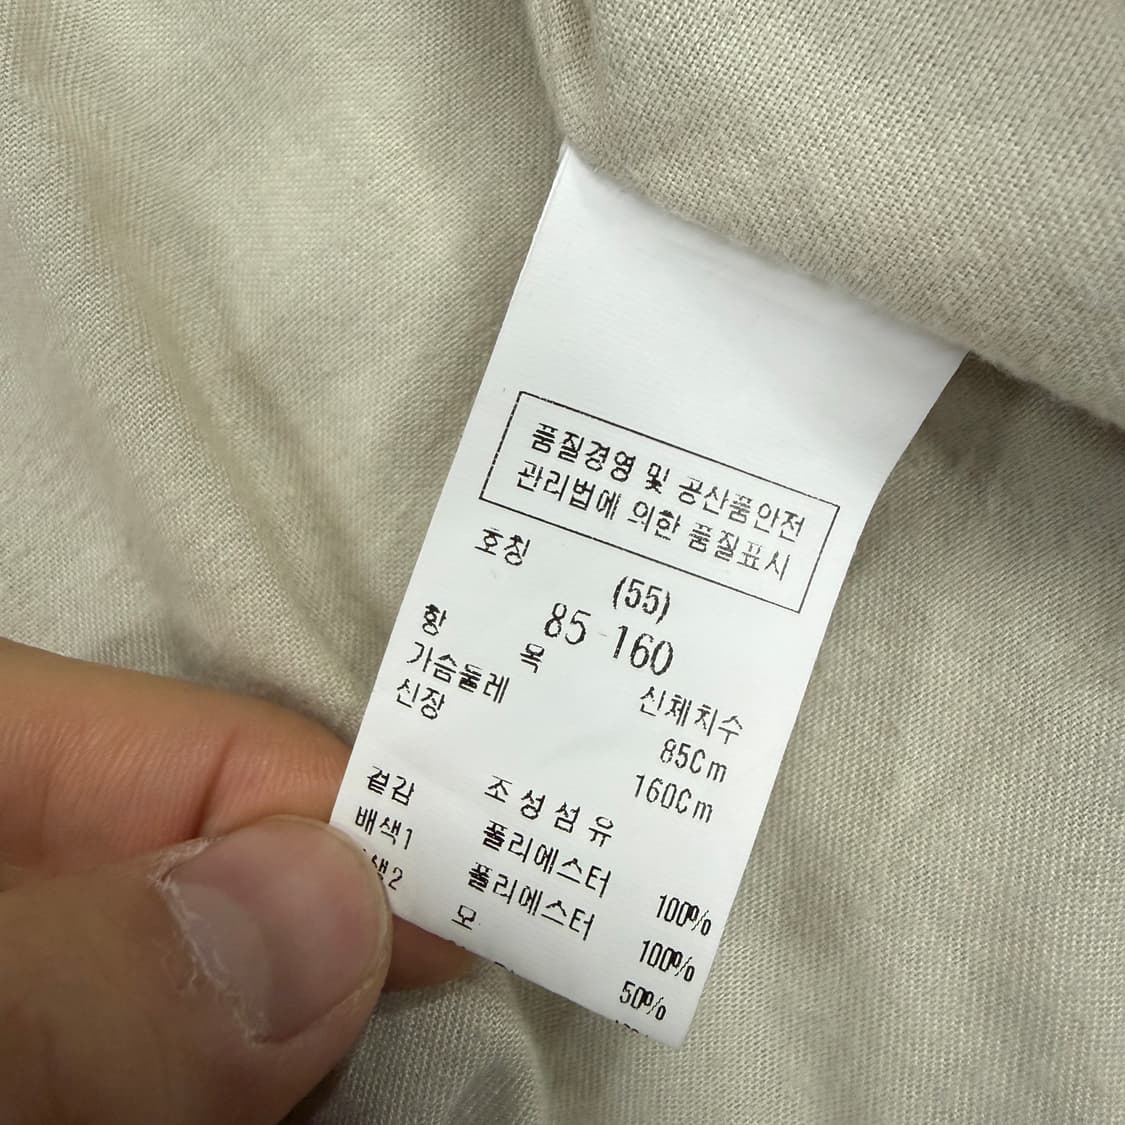 품질경영 및 공산품안전
관리법에 의한 품질표시
호칭 (55)
85 160
항 목 신체치수
가슴둘레 85Cm
신장 160Cm
조성섬유
겉감 폴리에스터 100%
배색1 폴리에스터 100%
색2 모 50%